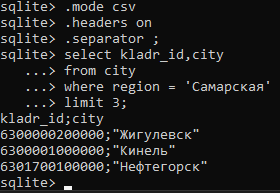 sqlite> .mode csv
sqlite> .headers on
sqlite> .separator ;
sqlite> select kladr_id,city
   ...> from city
   ...> where region = 'Самарская'
   ...> limit 3;
kladr_id;city
6300000200000;"Жигулевск"
6300001000000;"Кинель"
6301700100000;"Нефтегорск"
sqlite>